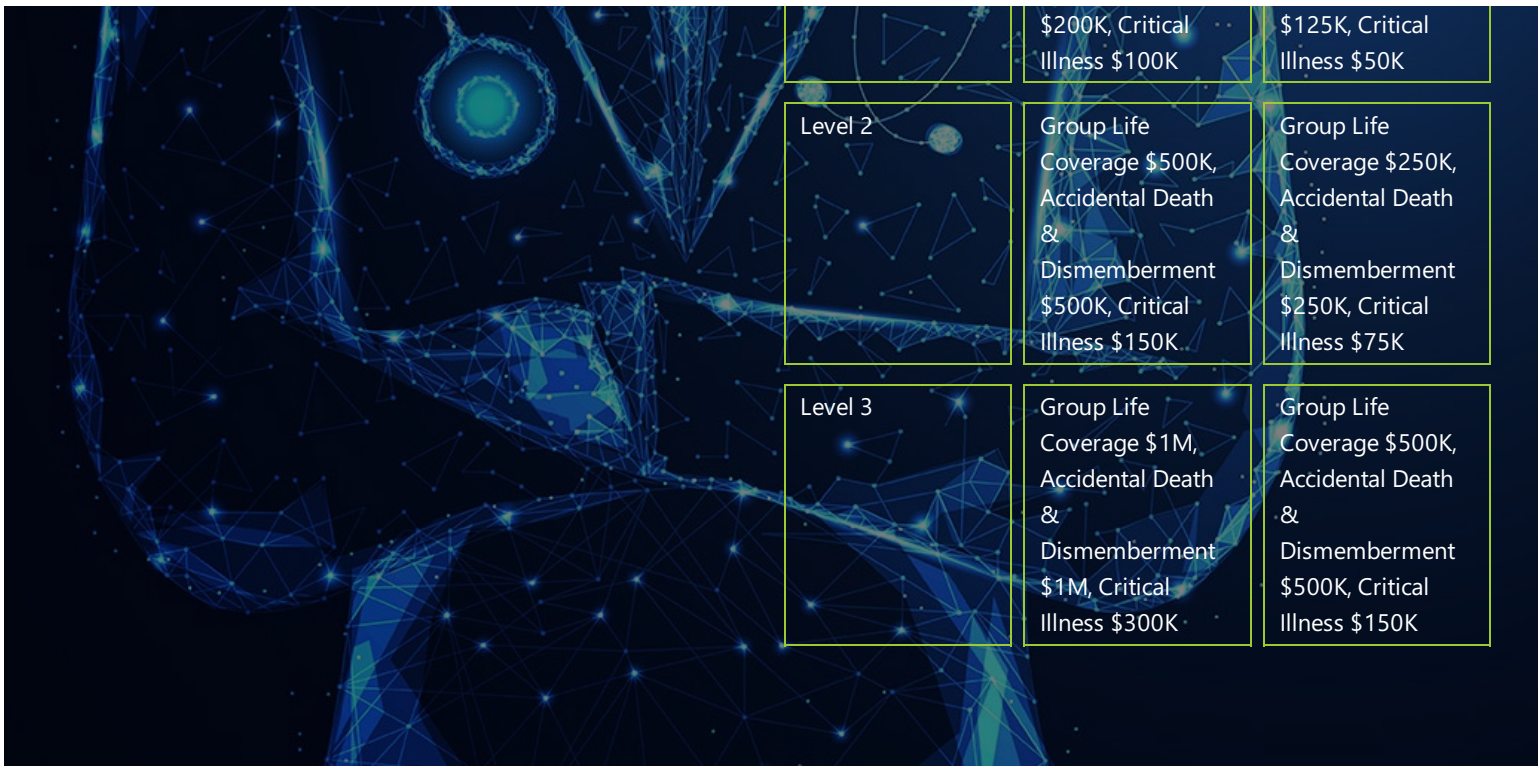 $200K, Critical
Illness $100K
$125K, Critical
Illness $50K
Level 2
Group Life
Coverage $500K,
Accidental Death
&
Dismemberment
$500K, Critical
Illness $150K
Group Life
Coverage $250K,
Accidental Death
&
Dismemberment
$250K, Critical
Illness $75K
Level 3
Group Life
Coverage $1M,
Accidental Death
&
Dismemberment
$1M, Critical
Illness $300K
Group Life
Coverage $500K,
Accidental Death
&
Dismemberment
$500K, Critical
Illness $150K